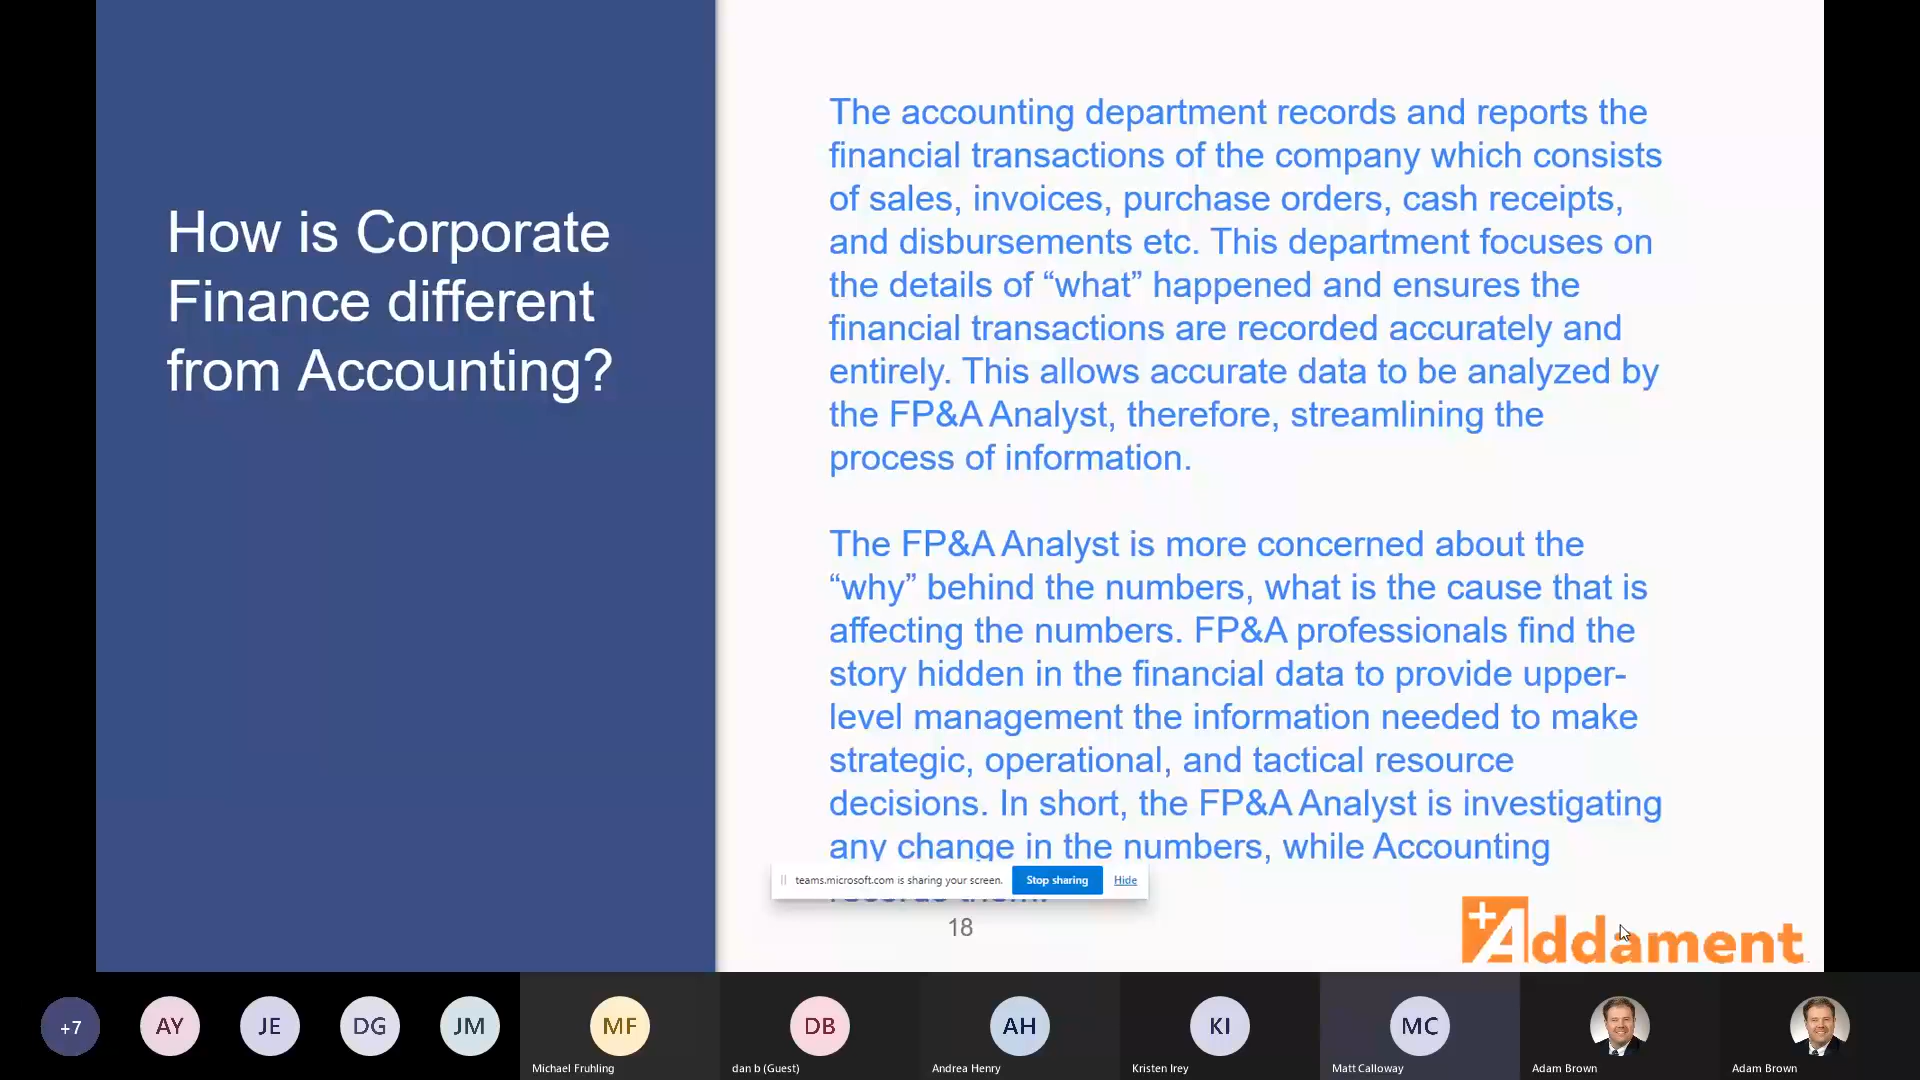 How is Corporate
Finance different
from Accounting?
The accounting department records and reports the
financial transactions of the company which consists
of sales, invoices, purchase orders, cash receipts,
and disbursements etc. This department focuses on
the details of “what” happened and ensures the
financial transactions are recorded accurately and
entirely. This allows accurate data to be analyzed by
the FP&A Analyst, therefore, streamlining the
process of information.
The FP&A Analyst is more concerned about the
“why” behind the numbers, what is the cause that is
affecting the numbers. FP&A professionals find the
story hidden in the financial data to provide upper-
level management the information needed to make
strategic, operational, and tactical resource
decisions. In short, the FP&A Analyst is investigating
any change in the numbers, while Accounting
teams.microsoft.com is sharing your screen. Stop sharing Hide
18
Addament
+7 AY JE DG JM MF DB AH KI MC
Michael Fruhling dan b (Guest) Andrea Henry Kristen Irey Matt Calloway Adam Brown Adam Brown